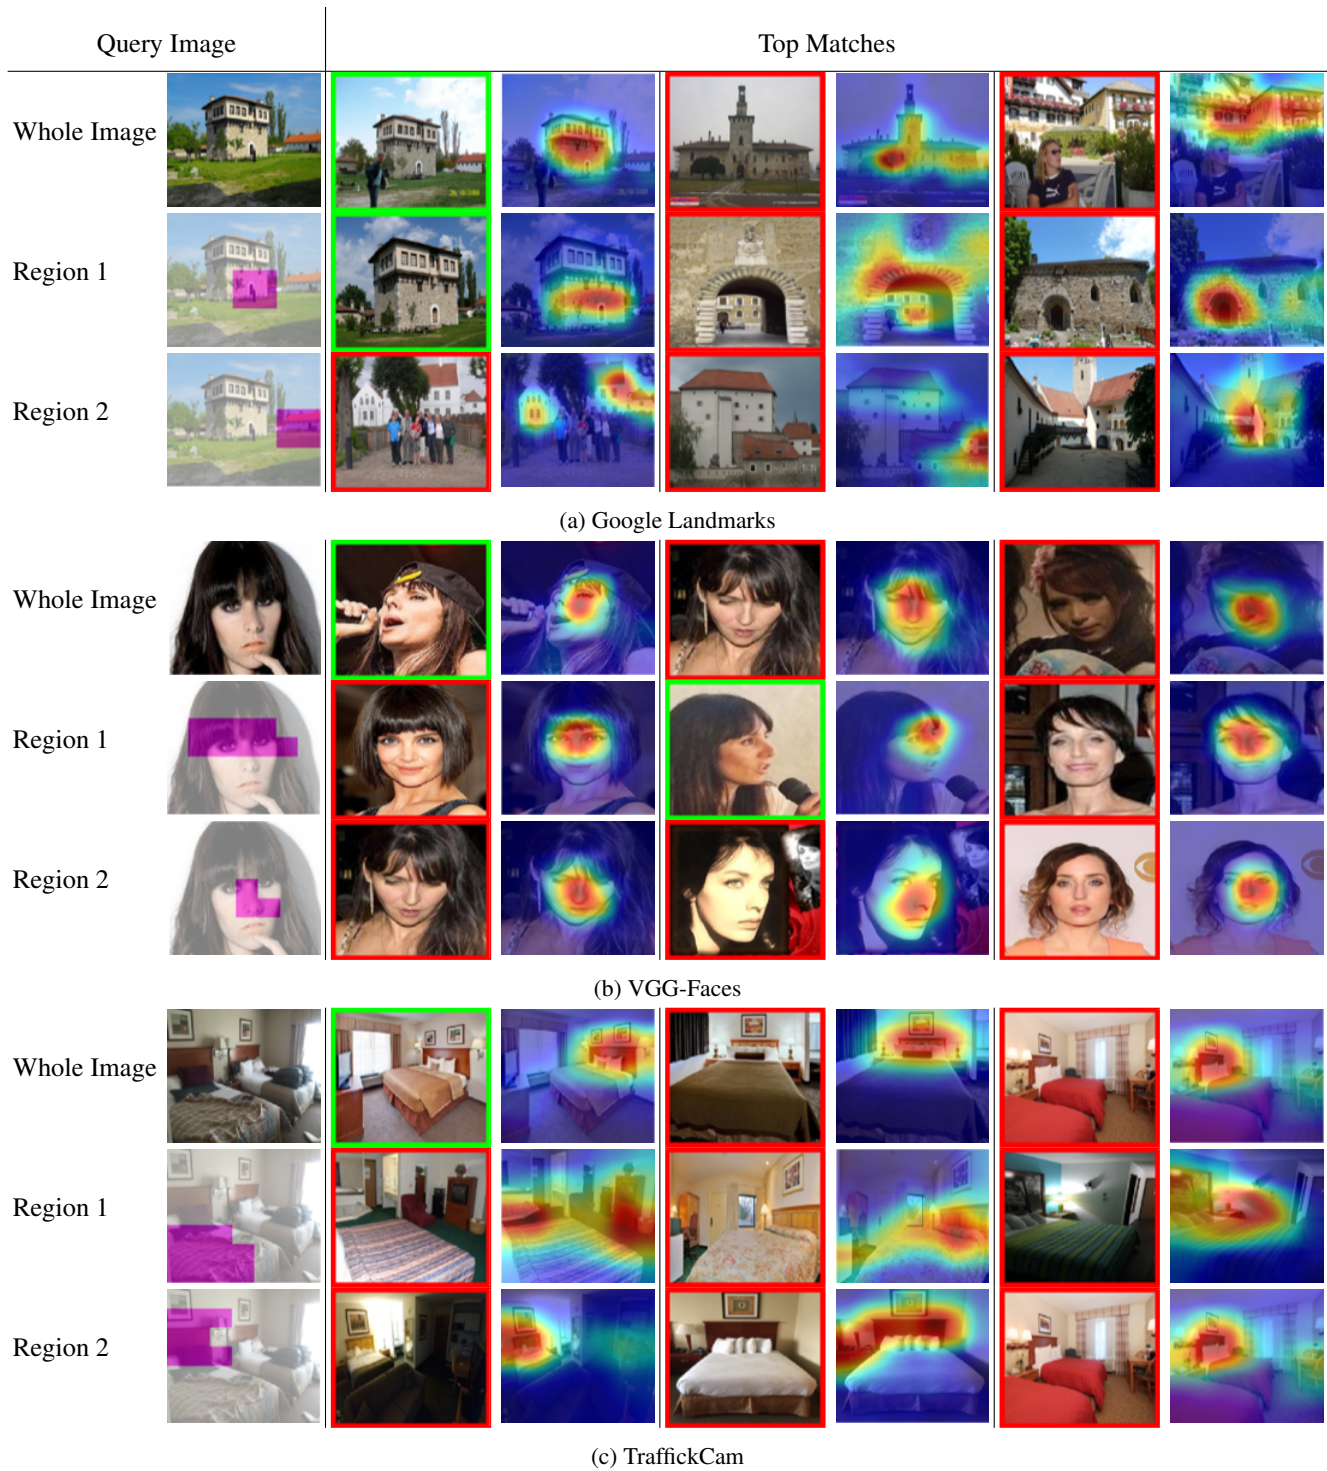 Query Image
Top Matches
Whole Image
Region 1
Region 2
(a) Google Landmarks
Whole Image
Region 1
Region 2
(b) VGG-Faces
Whole Image
Region 1
Region 2
(c) TraffickCam